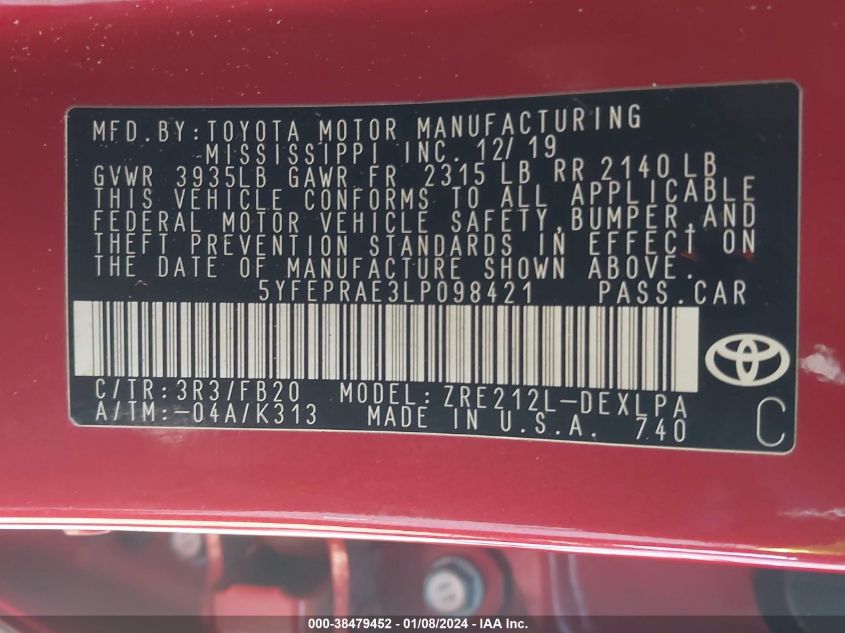 MFD. BY: TOYOTA MOTOR MANUFACTURING
MISSISSIPPI INC. 12/19
GVWR 3935LB GAWR FR 2315 LB RR 2140 LB
THIS VEHICLE CONFORMS TO ALL APPLICABLE
FEDERAL MOTOR VEHICLE SAFETY, BUMPER, AND
THEFT PREVENTION STANDARDS IN EFFECT ON
THE DATE OF MANUFACTURE SHOWN ABOVE.
5YFEPRAE3LP098421 PASS. CAR
C/TR: 3R3/FB20 MODEL: ZRE212L-DEXLPA
A/TM: -04A/K313 MADE IN U.S.A. 740 C
000-38479452 - 01/08/2024 - IAA Inc.